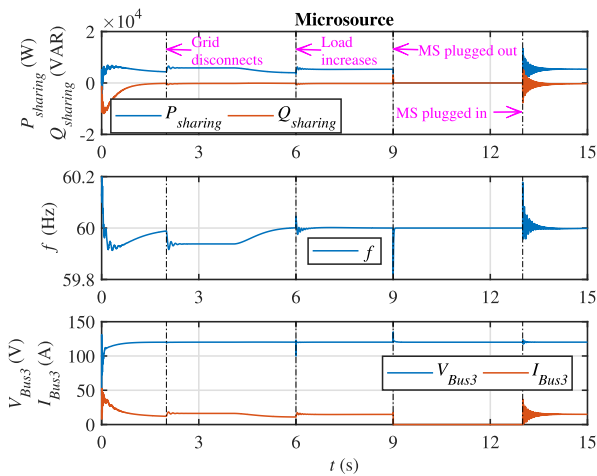 Microsource
×10⁴
P_sharing (W)
Q_sharing (VAR)
2
0
-2
Grid
disconnects
Load
increases
MS plugged out
MS plugged in
P_sharing Q_sharing
0 3 6 9 12 15
f (Hz)
60.2
60
59.8
f
0 3 6 9 12 15
V_Bus3 (V)
I_Bus3 (A)
150
100
50
0
V_Bus3 I_Bus3
0 3 6 9 12 15
t (s)